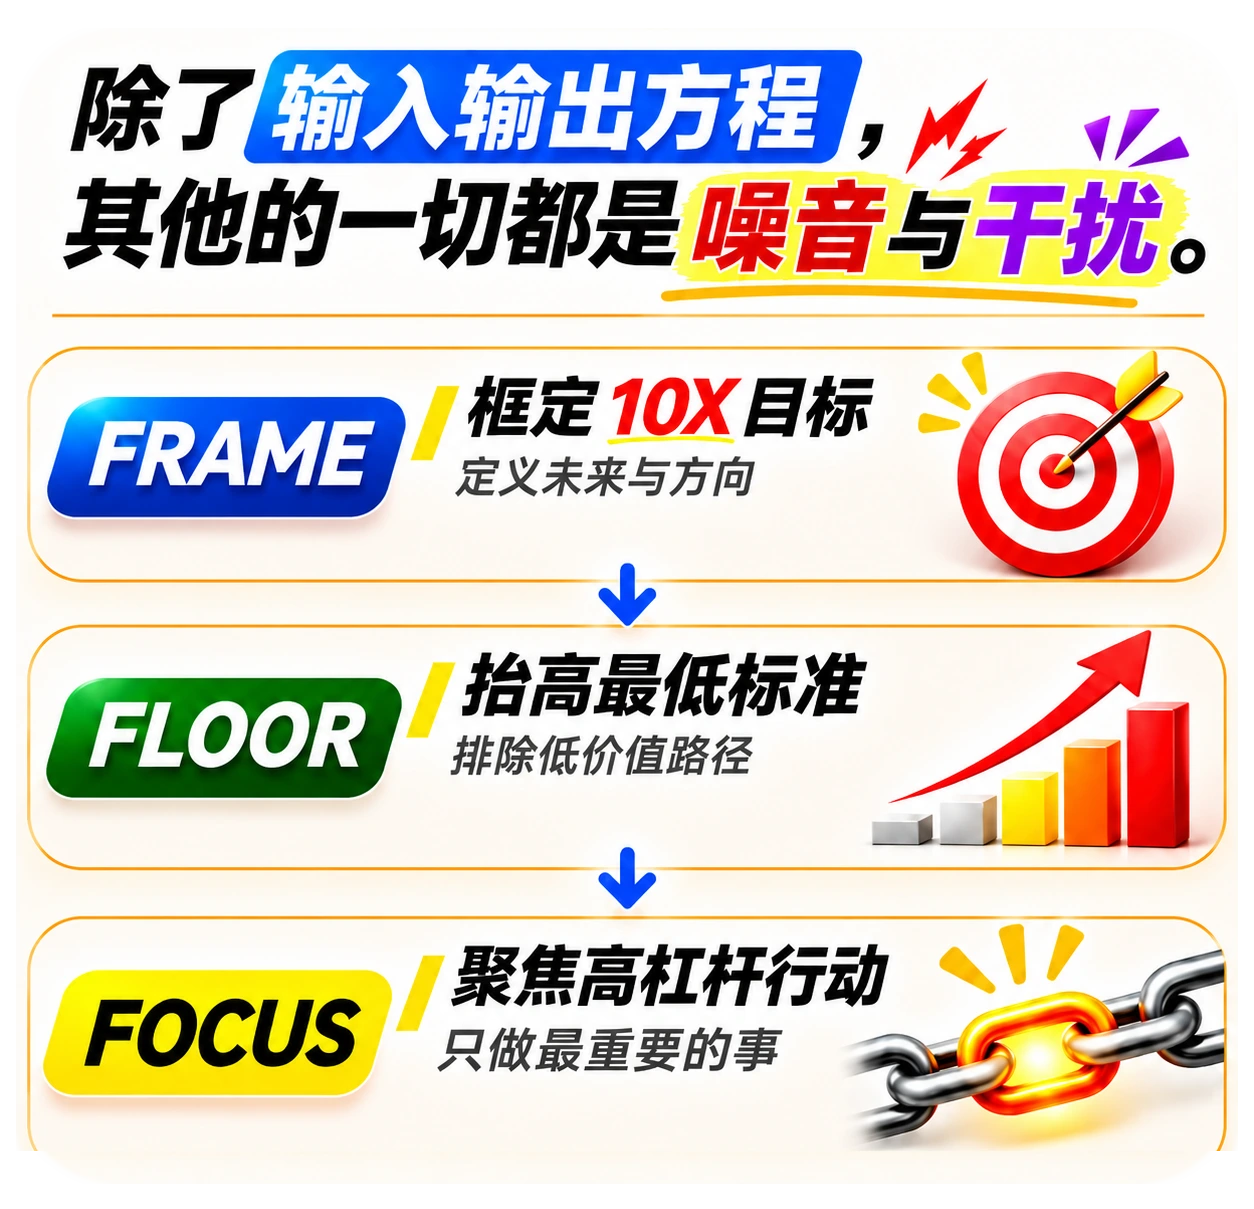 除了输入输出方程，
其他的一切都是噪音与干扰。
FRAME
框定10X目标
定义未来与方向
FLOOR
抬高最低标准
排除低价值路径
FOCUS
聚焦高杠杆行动
只做最重要的事